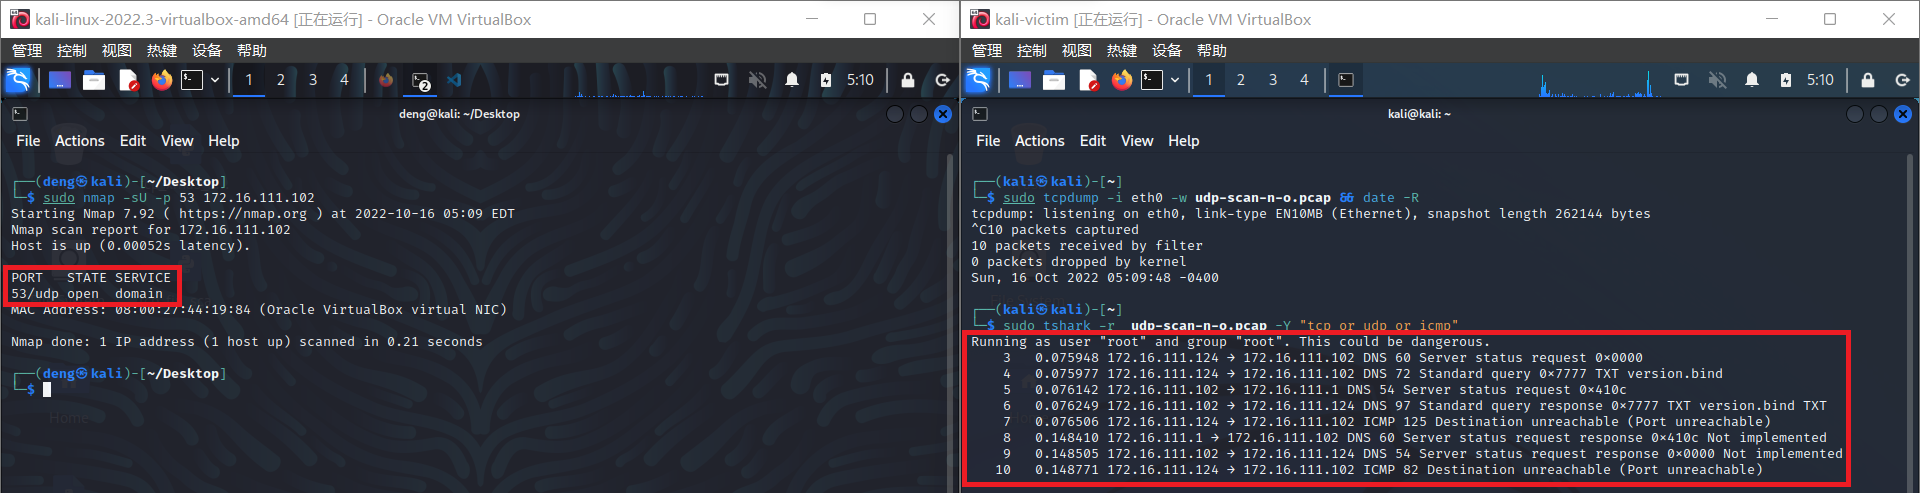 kali-linux-2022.3-virtualbox-amd64 [正在运行] - Oracle VM VirtualBox
管理 控制 视图 热键 设备 帮助
1 2 3 4 2 5:10
deng@kali: ~/Desktop
File Actions Edit View Help
┌──(deng㉿kali)-[~/Desktop]
└─$ sudo nmap -sU -p 53 172.16.111.102
Starting Nmap 7.92 ( https://nmap.org ) at 2022-10-16 05:09 EDT
Nmap scan report for 172.16.111.102
Host is up (0.00052s latency).
PORT   STATE SERVICE
53/udp open  domain
MAC Address: 08:00:27:44:19:84 (Oracle VirtualBox virtual NIC)
Nmap done: 1 IP address (1 host up) scanned in 0.21 seconds
┌──(deng㉿kali)-[~/Desktop]
└─$
Home
kali-victim [正在运行] - Oracle VM VirtualBox
管理 控制 视图 热键 设备 帮助
1 2 3 4 5:10
kali@kali: ~
File Actions Edit View Help
┌──(kali㉿kali)-[~]
└─$ sudo tcpdump -i eth0 -w udp-scan-n-o.pcap && date -R
tcpdump: listening on eth0, link-type EN10MB (Ethernet), snapshot length 262144 bytes
^C10 packets captured
10 packets received by filter
0 packets dropped by kernel
Sun, 16 Oct 2022 05:09:48 -0400
┌──(kali㉿kali)-[~]
└─$ sudo tshark -r  udp-scan-n-o.pcap -Y "tcp or udp or icmp"
Running as user "root" and group "root". This could be dangerous.
3   0.075948 172.16.111.124 → 172.16.111.102 DNS 60 Server status request 0×0000
4   0.075977 172.16.111.124 → 172.16.111.102 DNS 72 Standard query 0×7777 TXT version.bind
5   0.076142 172.16.111.102 → 172.16.111.1 DNS 54 Server status request 0×410c
6   0.076249 172.16.111.102 → 172.16.111.124 DNS 97 Standard query response 0×7777 TXT version.bind TXT
7   0.076506 172.16.111.124 → 172.16.111.102 ICMP 125 Destination unreachable (Port unreachable)
8   0.148410 172.16.111.1 → 172.16.111.102 DNS 60 Server status request response 0×410c Not implemented
9   0.148505 172.16.111.102 → 172.16.111.124 DNS 54 Server status request response 0×0000 Not implemented
10   0.148771 172.16.111.124 → 172.16.111.102 ICMP 82 Destination unreachable (Port unreachable)